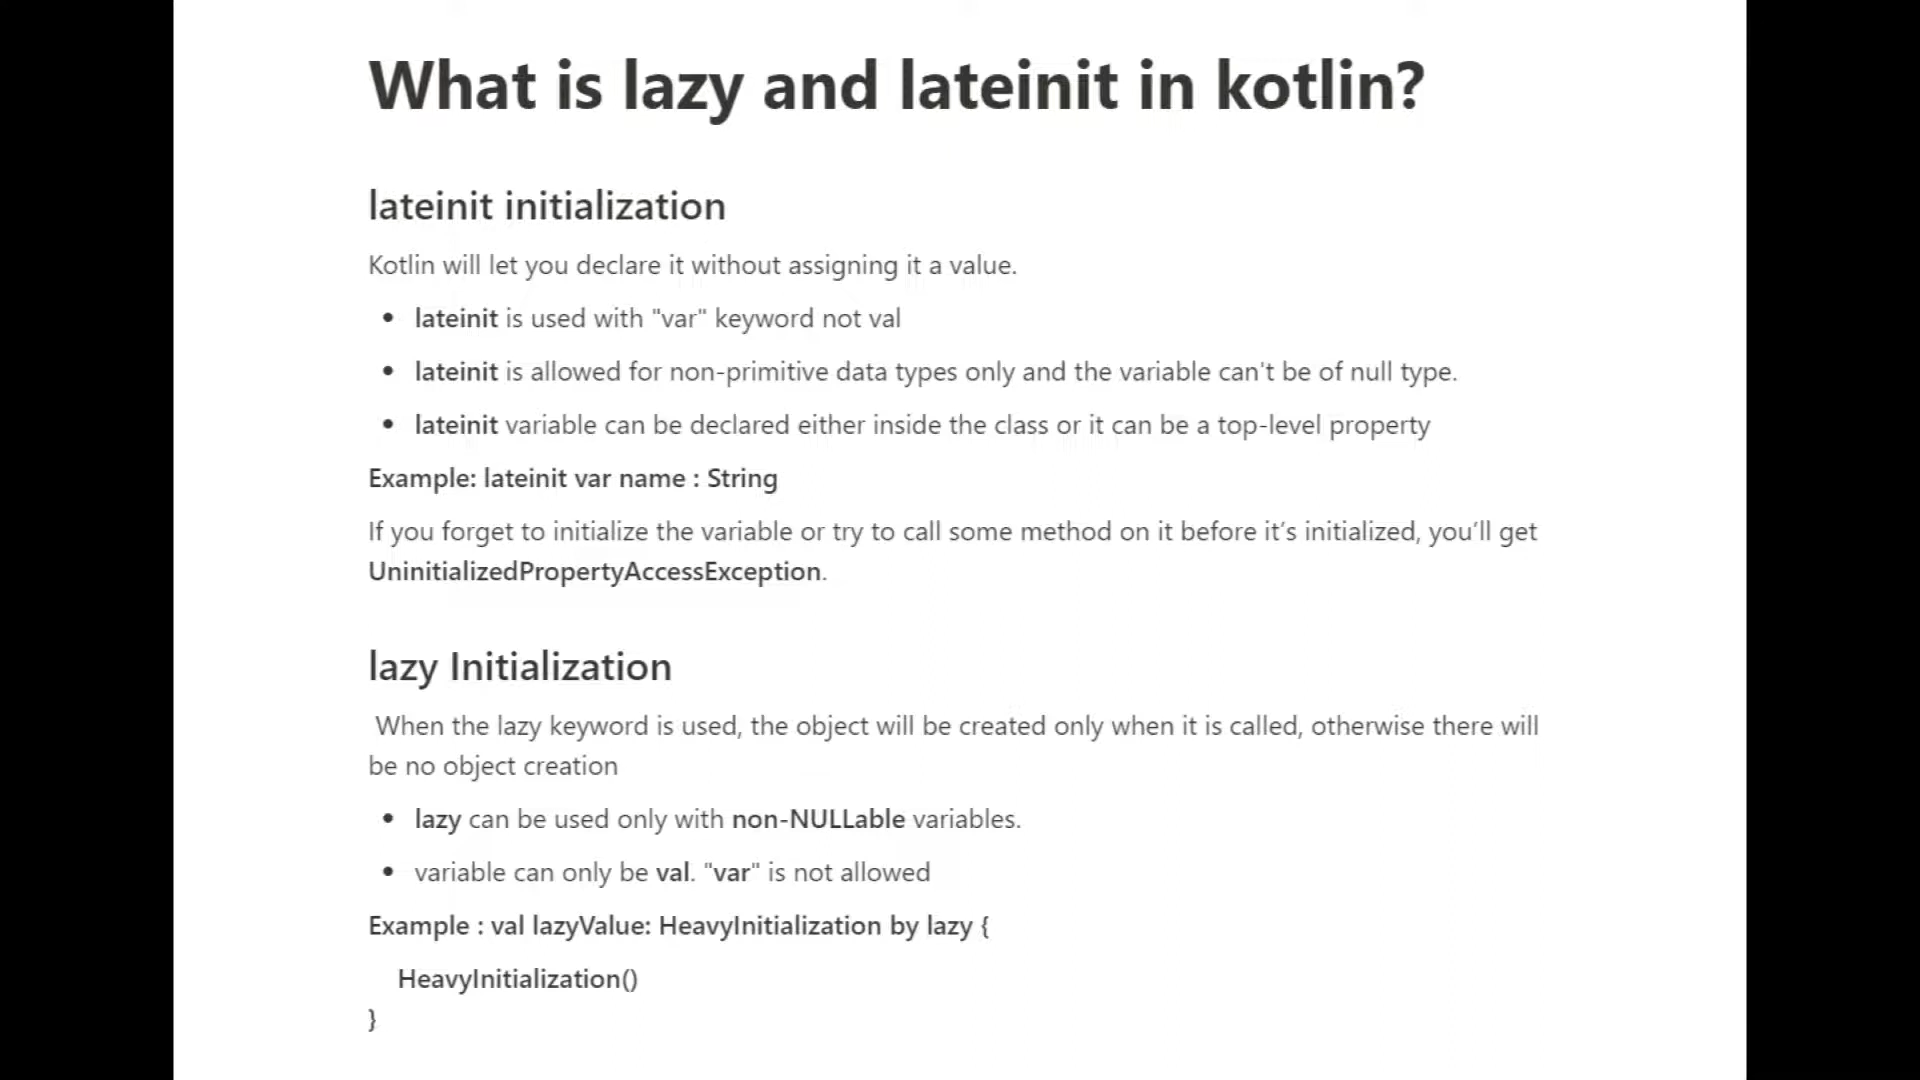 What is lazy and lateinit in kotlin?
lateinit initialization
Kotlin will let you declare it without assigning it a value.
• lateinit is used with "var" keyword not val
• lateinit is allowed for non-primitive data types only and the variable can't be of null type.
• lateinit variable can be declared either inside the class or it can be a top-level property
Example: lateinit var name : String
If you forget to initialize the variable or try to call some method on it before it’s initialized, you’ll get
UninitializedPropertyAccessException.
lazy Initialization
When the lazy keyword is used, the object will be created only when it is called, otherwise there will
be no object creation
• lazy can be used only with non-NULLable variables.
• variable can only be val. "var" is not allowed
Example : val lazyValue: HeavyInitialization by lazy {
HeavyInitialization()
}